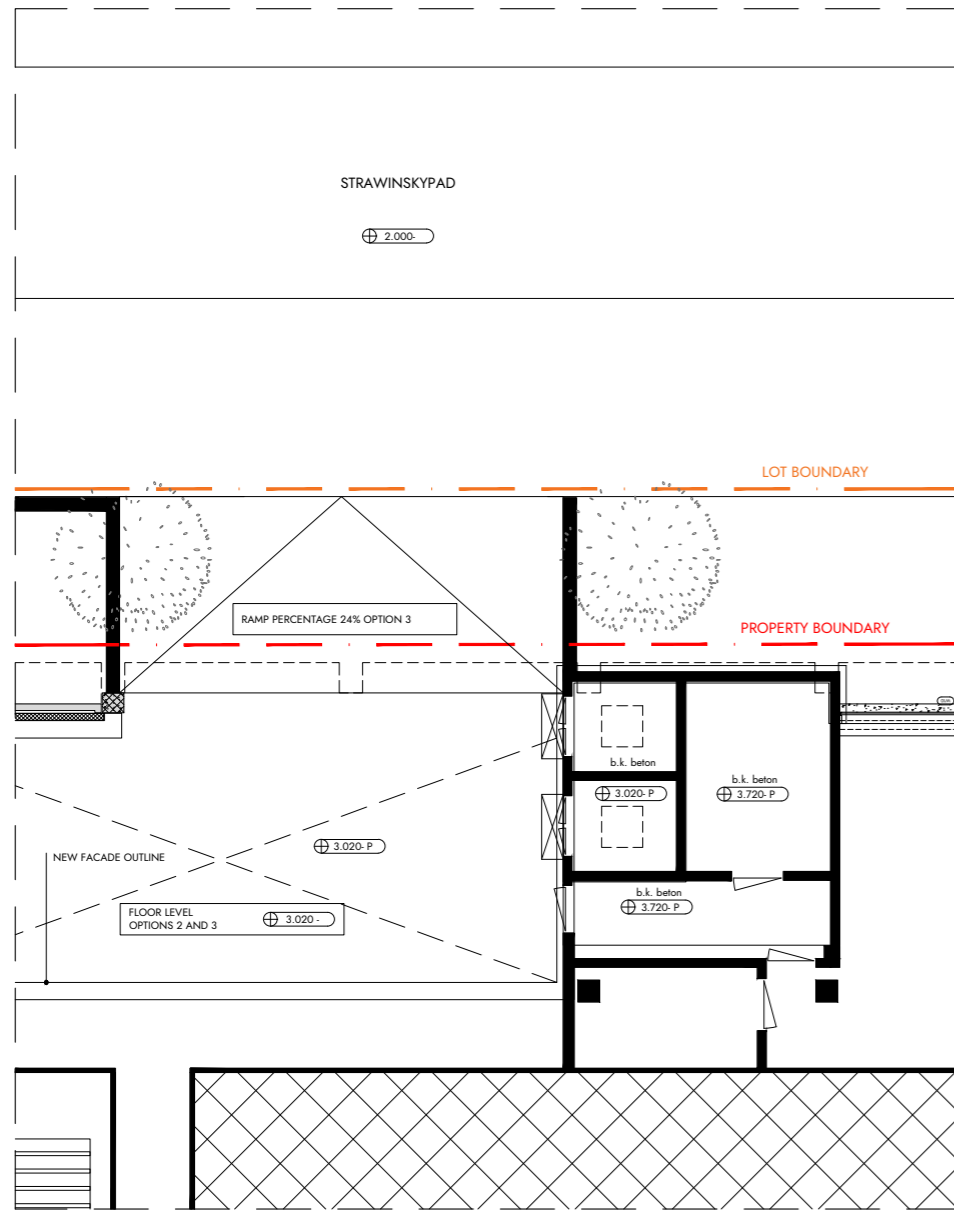 STRAWINSKYPAD
2.000-
LOT BOUNDARY
RAMP PERCENTAGE 24% OPTION 3
PROPERTY BOUNDARY
b.k. beton
3.020- P
b.k. beton
3.720- P
3.020- P
NEW FACADE OUTLINE
b.k. beton
3.720- P
FLOOR LEVEL
OPTIONS 2 AND 3
3.020 -